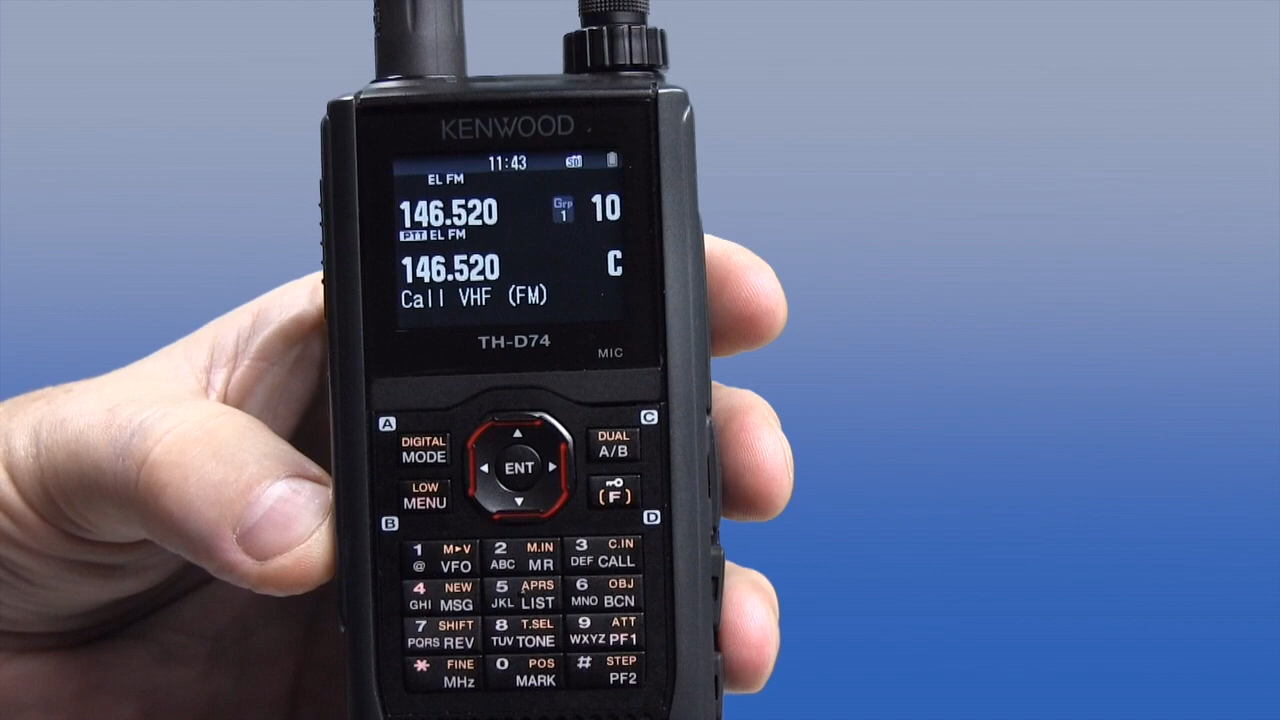 KENWOOD
11:43 SD
EL FM
146.520 Grp 1 10
PTT EL FM
146.520 C
Call VHF (FM)
TH-D74
MIC
A C
DIGITAL DUAL
MODE ENT A/B
LOW
MENU (F)
B D
1 M►V 2 M.IN 3 C.IN
@ VFO ABC MR DEF CALL
4 NEW 5 APRS 6 OBJ
GHI MSG JKL LIST MNO BCN
7 SHIFT 8 T.SEL 9 ATT
PQRS REV TUV TONE WXYZ PF1
* FINE 0 POS # STEP
MHz MARK PF2